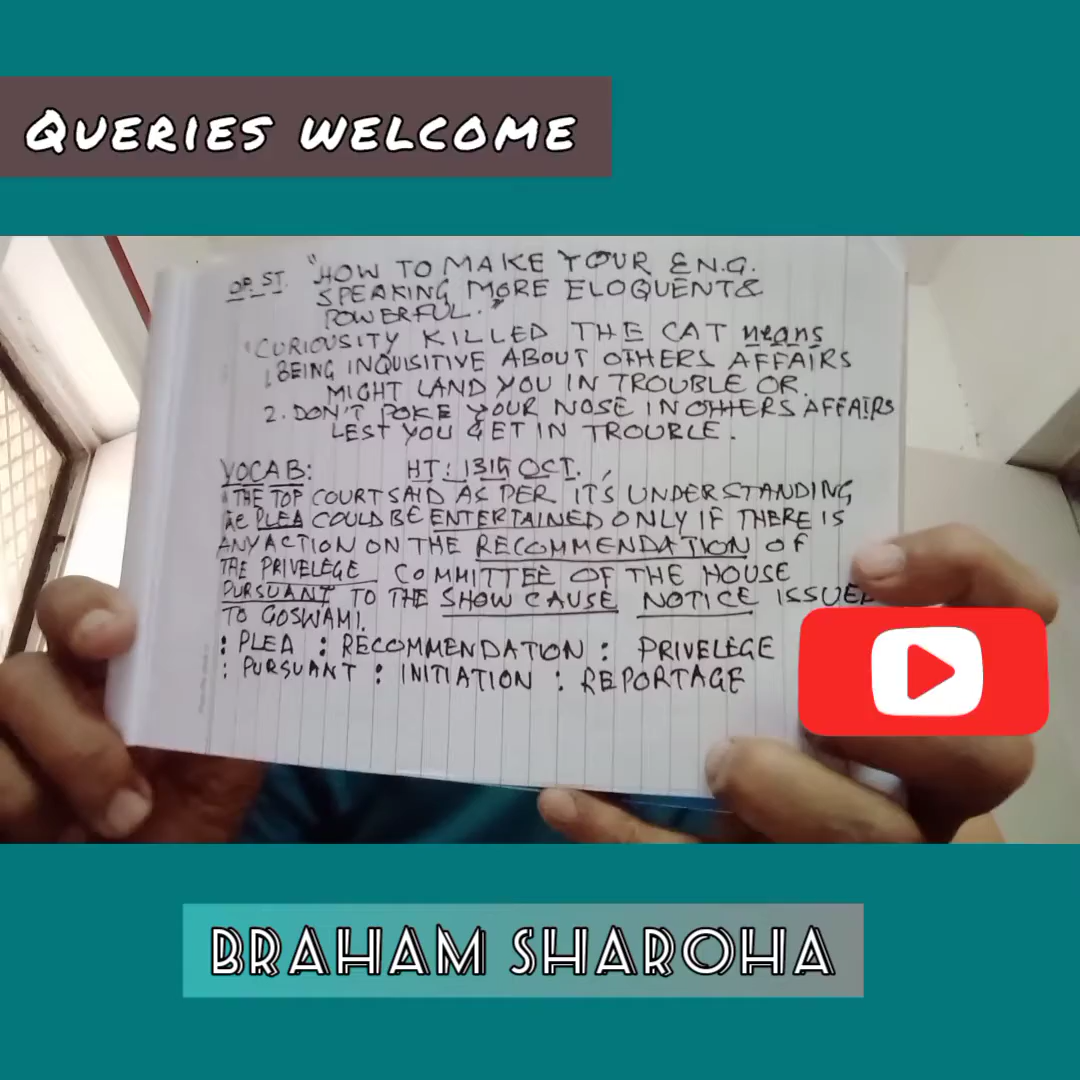 QUERIES WELCOME
OP. ST. "HOW TO MAKE YOUR ENG.
SPEAKING MORE ELOQUENT &
POWERFUL."
'CURIOUSITY KILLED THE CAT means
1. BEING INQUISITIVE ABOUT OTHERS AFFAIRS
MIGHT LAND YOU IN TROUBLE OR.
2. DON'T POKE YOUR NOSE IN OTHERS AFFAIRS
LEST YOU GET IN TROUBLE.
VOCAB: HT: 13TH OCT.
THE TOP COURT SAID AS PER IT'S UNDERSTANDING
PLEA COULD BE ENTERTAINED ONLY IF THERE IS
ANY ACTION ON THE RECOMMENDATION OF
THE PRIVELEGE COMMITTEE OF THE HOUSE
PURSUANT TO THE SHOW CAUSE NOTICE ISSUED
TO GOSWAMI.
: PLEA : RECOMMENDATION : PRIVELEGE
: PURSUANT : INITIATION : REPORTAGE
BRAHAM SHAROHA